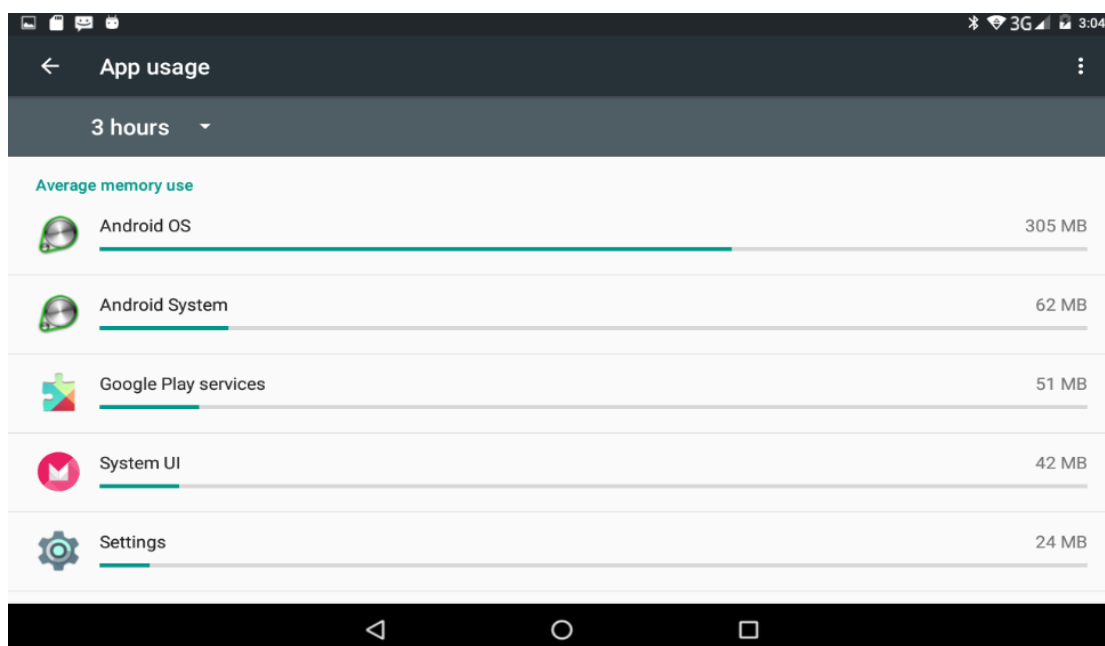 3G 3:04
App usage
3 hours
Average memory use
Android OS 305 MB
Android System 62 MB
Google Play services 51 MB
System UI 42 MB
Settings 24 MB